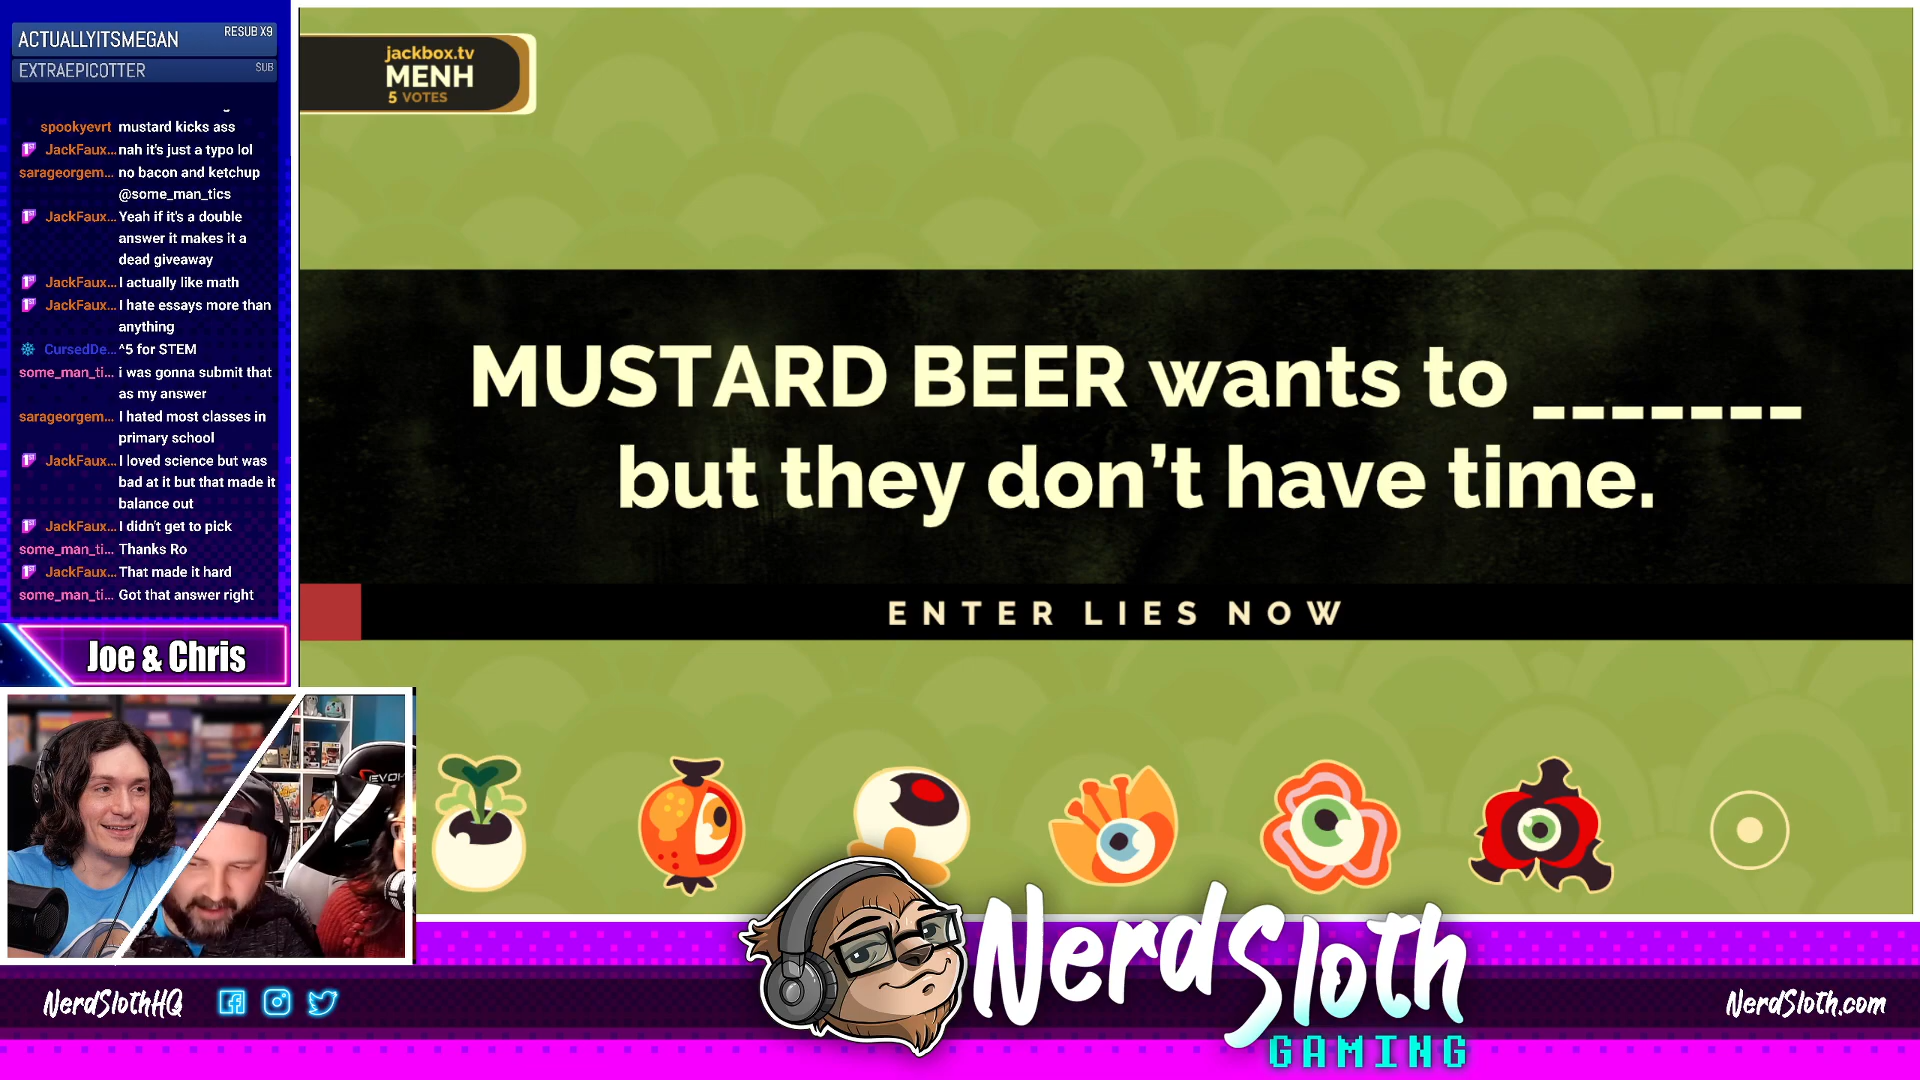 ACTUALLYITSMEGAN RESUB X9
EXTRAEPICOTTER SUB
spookyevrt mustard kicks ass
JackFaux... nah it's just a typo lol
sarageorgem... no bacon and ketchup
@some_man_tics
JackFaux... Yeah if it's a double
answer it makes it a
dead giveaway
JackFaux... I actually like math
JackFaux... I hate essays more than
anything
CursedDe... ^5 for STEM
some_man_ti... i was gonna submit that
as my answer
sarageorgem... I hated most classes in
primary school
JackFaux... I loved science but was
bad at it but that made it
balance out
JackFaux... I didn't get to pick
some_man_ti... Thanks Ro
JackFaux... That made it hard
some_man_ti... Got that answer right
Joe & Chris
jackbox.tv
MENH
5 VOTES
MUSTARD BEER wants to _______
but they don't have time.
ENTER LIES NOW
NerdSloth
GAMING
NerdSlothHQ
NerdSloth.com